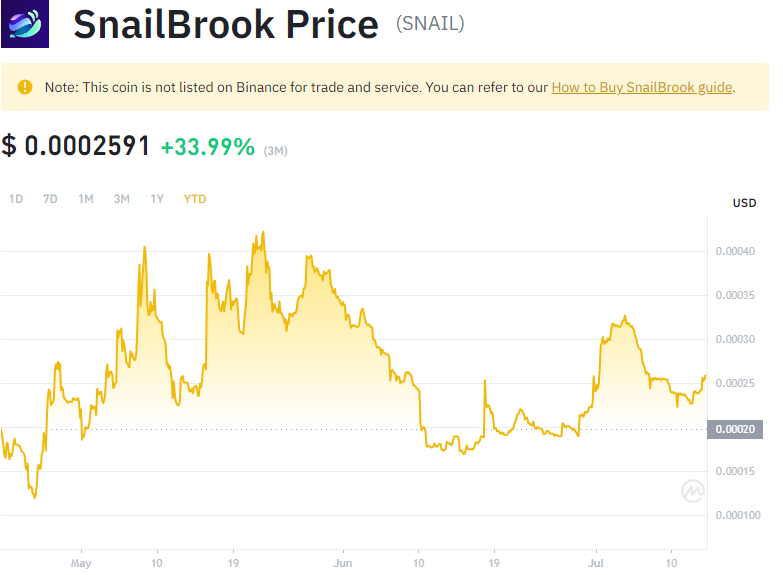 SnailBrook Price (SNAIL)
Note: This coin is not listed on Binance for trade and service. You can refer to our How to Buy SnailBrook guide.
$ 0.0002591 +33.99% (3M)
1D 7D 1M 3M 1Y YTD
USD
0.00040
0.00035
0.00030
0.00025
0.00020
0.00015
0.000100
May 10 19 Jun 10 19 Jul 10